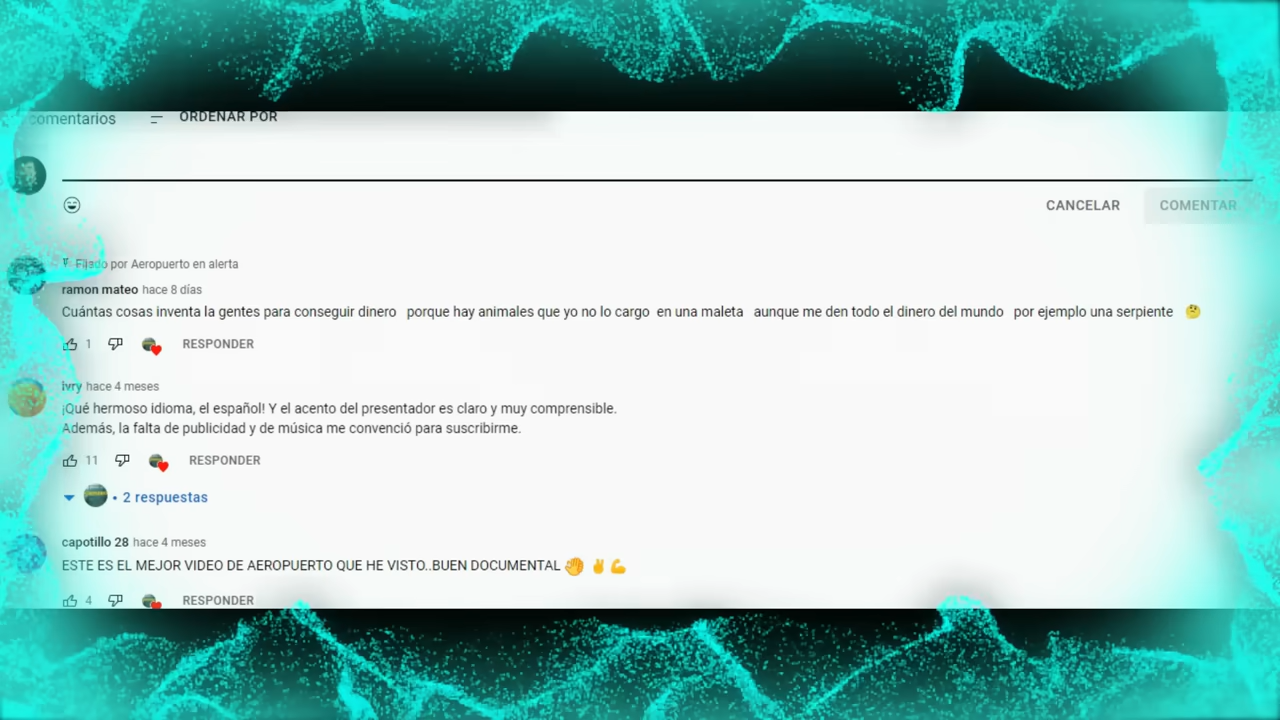 comentarios ORDENAR POR
CANCELAR COMENTAR
Fijado por Aeropuerto en alerta
ramon mateo hace 8 días
Cuántas cosas inventa la gentes para conseguir dinero porque hay animales que yo no lo cargo en una maleta aunque me den todo el dinero del mundo por ejemplo una serpiente 🤔
1 RESPONDER
ivry hace 4 meses
¡Qué hermoso idioma, el español! Y el acento del presentador es claro y muy comprensible.
Además, la falta de publicidad y de música me convenció para suscribirme.
11 RESPONDER
• 2 respuestas
capotillo 28 hace 4 meses
ESTE ES EL MEJOR VIDEO DE AEROPUERTO QUE HE VISTO..BUEN DOCUMENTAL 👏 ✌ 💪
4 RESPONDER